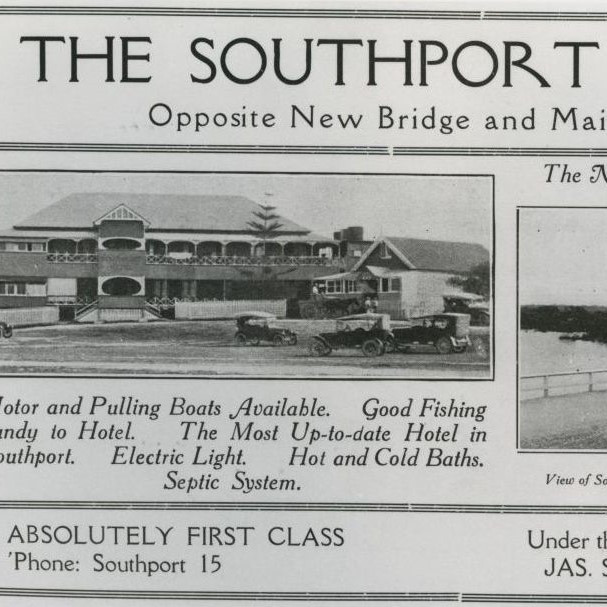 THE SOUTHPORT
Opposite New Bridge and Mai
The N
Motor and Pulling Boats Available. Good Fishing
andy to Hotel. The Most Up-to-date Hotel in
outhport. Electric Light. Hot and Cold Baths.
Septic System.
View of So
ABSOLUTELY FIRST CLASS
'Phone: Southport 15
Under th
JAS. S